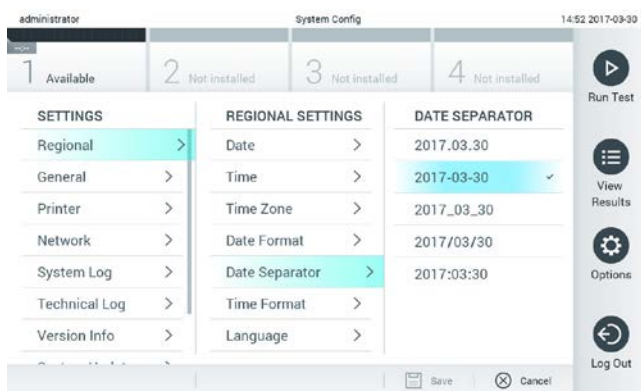 administrator System Config 14:52 2017-03-30
1 Available 2 Not installed 3 Not installed 4 Not installed
Run Test
SETTINGS
Regional
General
Printer
Network
System Log
Technical Log
Version Info
REGIONAL SETTINGS
Date
Time
Time Zone
Date Format
Date Separator
Time Format
Language
DATE SEPARATOR
2017.03.30
2017-03-30
2017_03_30
2017/03/30
2017:03:30
View
Results
Options
Log Out
Save Cancel